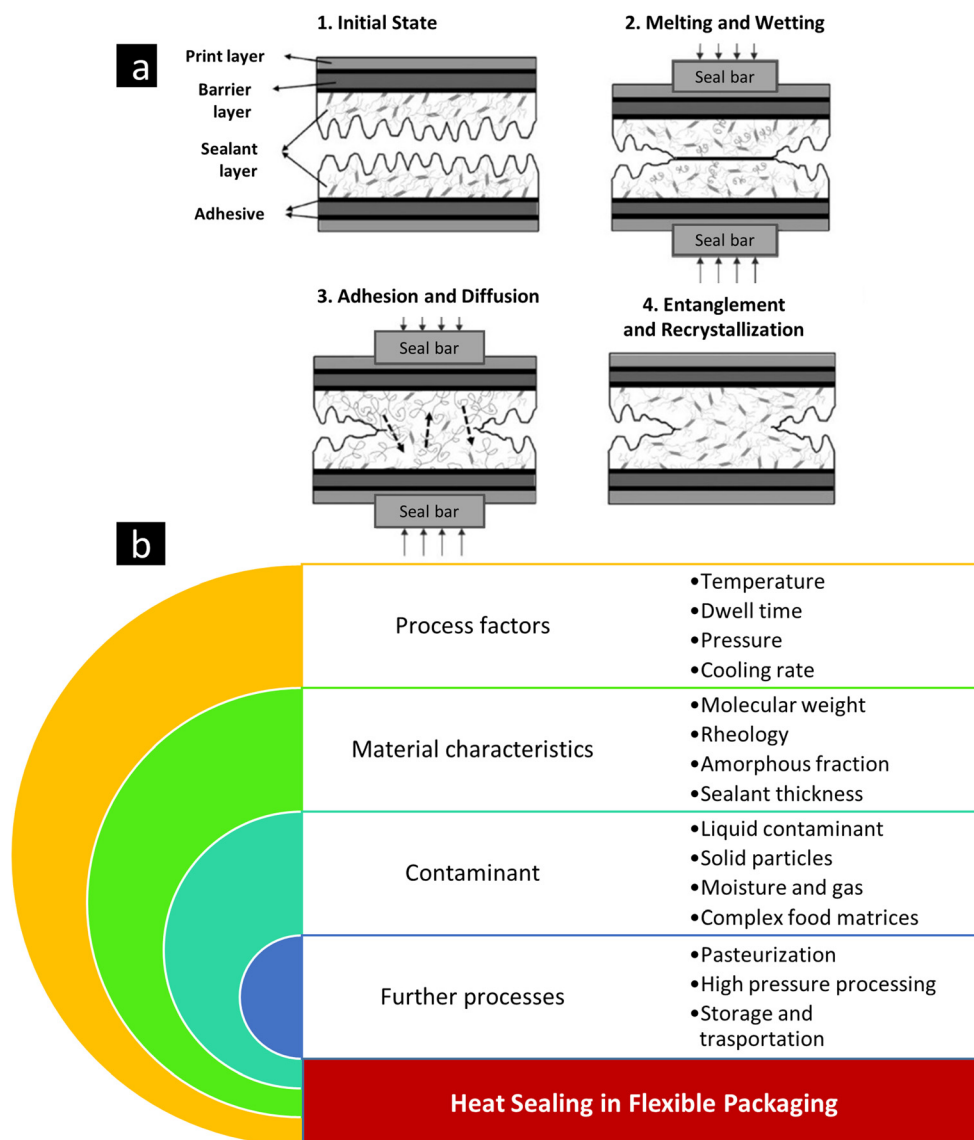 a
1. Initial State
Print layer
Barrier
layer
Sealant
layer
Adhesive
2. Melting and Wetting
Seal bar
Seal bar
3. Adhesion and Diffusion
Seal bar
Seal bar
4. Entanglement
and Recrystallization
b
Process factors
•Temperature
•Dwell time
•Pressure
•Cooling rate
Material characteristics
•Molecular weight
•Rheology
•Amorphous fraction
•Sealant thickness
Contaminant
•Liquid contaminant
•Solid particles
•Moisture and gas
•Complex food matrices
Further processes
•Pasteurization
•High pressure processing
•Storage and
trasportation
Heat Sealing in Flexible Packaging